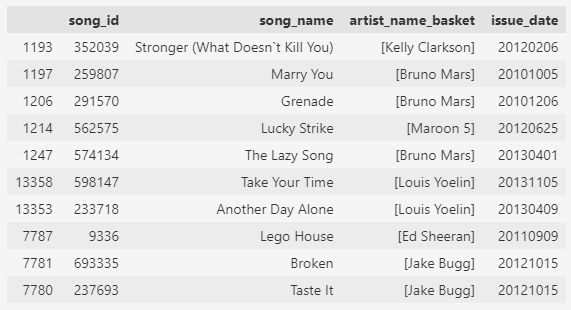 song_id song_name artist_name_basket issue_date
1193 352039 Stronger (What Doesn`t Kill You) [Kelly Clarkson] 20120206
1197 259807 Marry You [Bruno Mars] 20101005
1206 291570 Grenade [Bruno Mars] 20101206
1214 562575 Lucky Strike [Maroon 5] 20120625
1247 574134 The Lazy Song [Bruno Mars] 20130401
13358 598147 Take Your Time [Louis Yoelin] 20131105
13353 233718 Another Day Alone [Louis Yoelin] 20130409
7787 9336 Lego House [Ed Sheeran] 20110909
7781 693335 Broken [Jake Bugg] 20121015
7780 237693 Taste It [Jake Bugg] 20121015